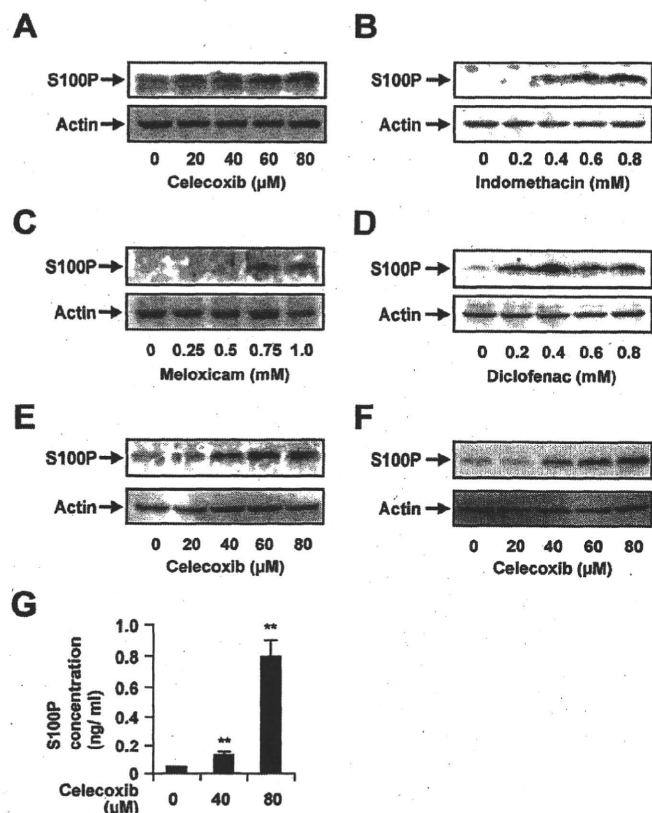 A
S100P
Actin
0 20 40 60 80
Celecoxib (µM)
B
S100P
Actin
0 0.2 0.4 0.6 0.8
Indomethacin (mM)
C
S100P
Actin
0 0.25 0.5 0.75 1.0
Meloxicam (mM)
D
S100P
Actin
0 0.2 0.4 0.6 0.8
Diclofenac (mM)
E
S100P
Actin
0 20 40 60 80
Celecoxib (µM)
F
S100P
Actin
0 20 40 60 80
Celecoxib (µM)
G
S100P
concentration
(ng/ ml)
1.0
0.8
0.6
0.4
0.2
0
**
**
Celecoxib
(µM)
0 40 80